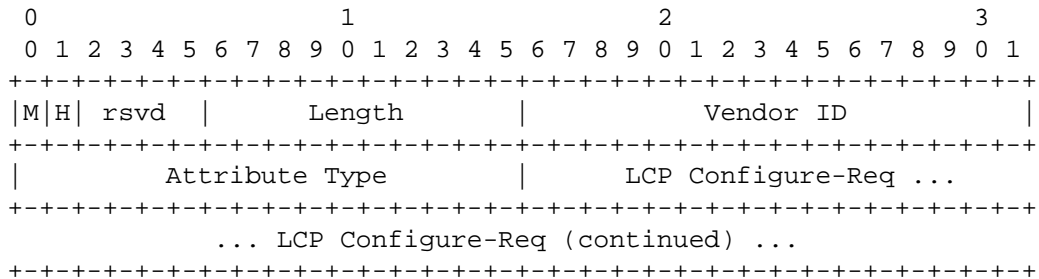 0                   1                   2                   3
 0 1 2 3 4 5 6 7 8 9 0 1 2 3 4 5 6 7 8 9 0 1 2 3 4 5 6 7 8 9 0 1
+-+-+-+-+-+-+-+-+-+-+-+-+-+-+-+-+-+-+-+-+-+-+-+-+-+-+-+-+-+-+-+-+
|M|H| rsvd  |      Length       |           Vendor ID           |
+-+-+-+-+-+-+-+-+-+-+-+-+-+-+-+-+-+-+-+-+-+-+-+-+-+-+-+-+-+-+-+-+
|         Attribute Type        |      LCP Configure-Req ...
+-+-+-+-+-+-+-+-+-+-+-+-+-+-+-+-+-+-+-+-+-+-+-+-+-+-+-+-+-+-+-+-+
             ... LCP Configure-Req (continued) ...
+-+-+-+-+-+-+-+-+-+-+-+-+-+-+-+-+-+-+-+-+-+-+-+-+-+-+-+-+-+-+-+-+